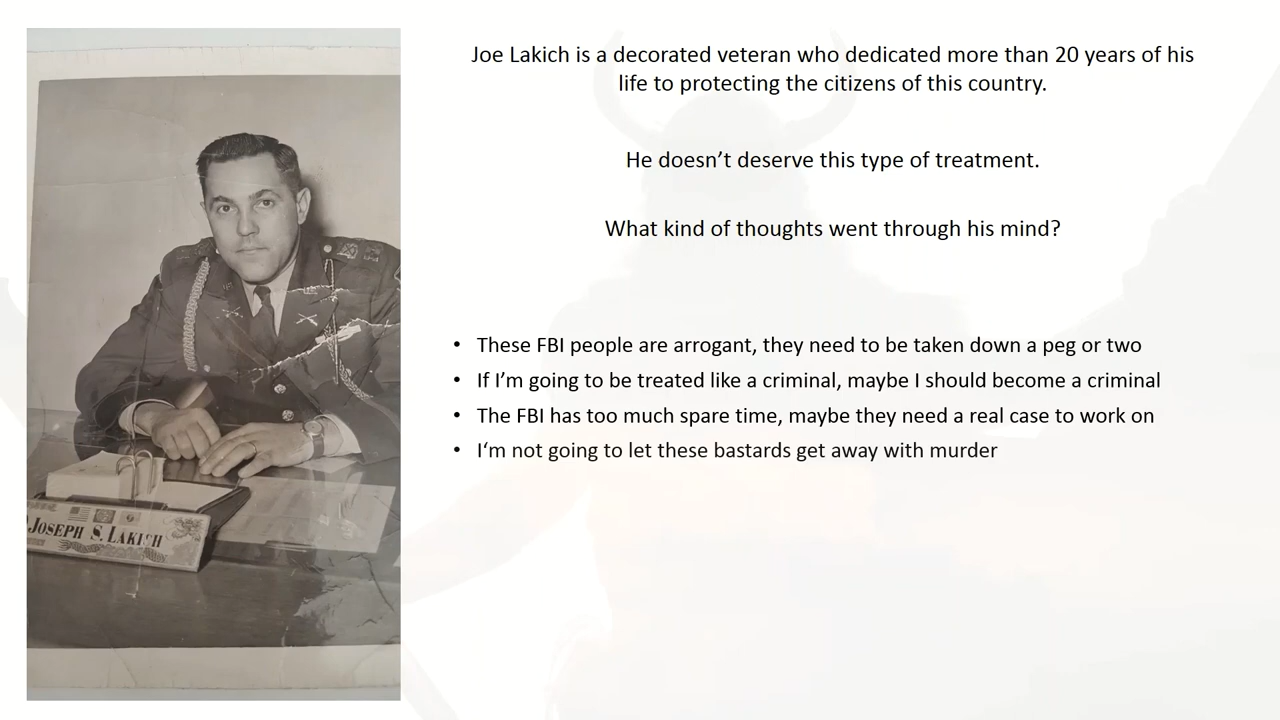 Joe Lakich is a decorated veteran who dedicated more than 20 years of his
life to protecting the citizens of this country.
He doesn’t deserve this type of treatment.
What kind of thoughts went through his mind?
• These FBI people are arrogant, they need to be taken down a peg or two
• If I’m going to be treated like a criminal, maybe I should become a criminal
• The FBI has too much spare time, maybe they need a real case to work on
• I‘m not going to let these bastards get away with murder
JOSEPH S. LAKICH